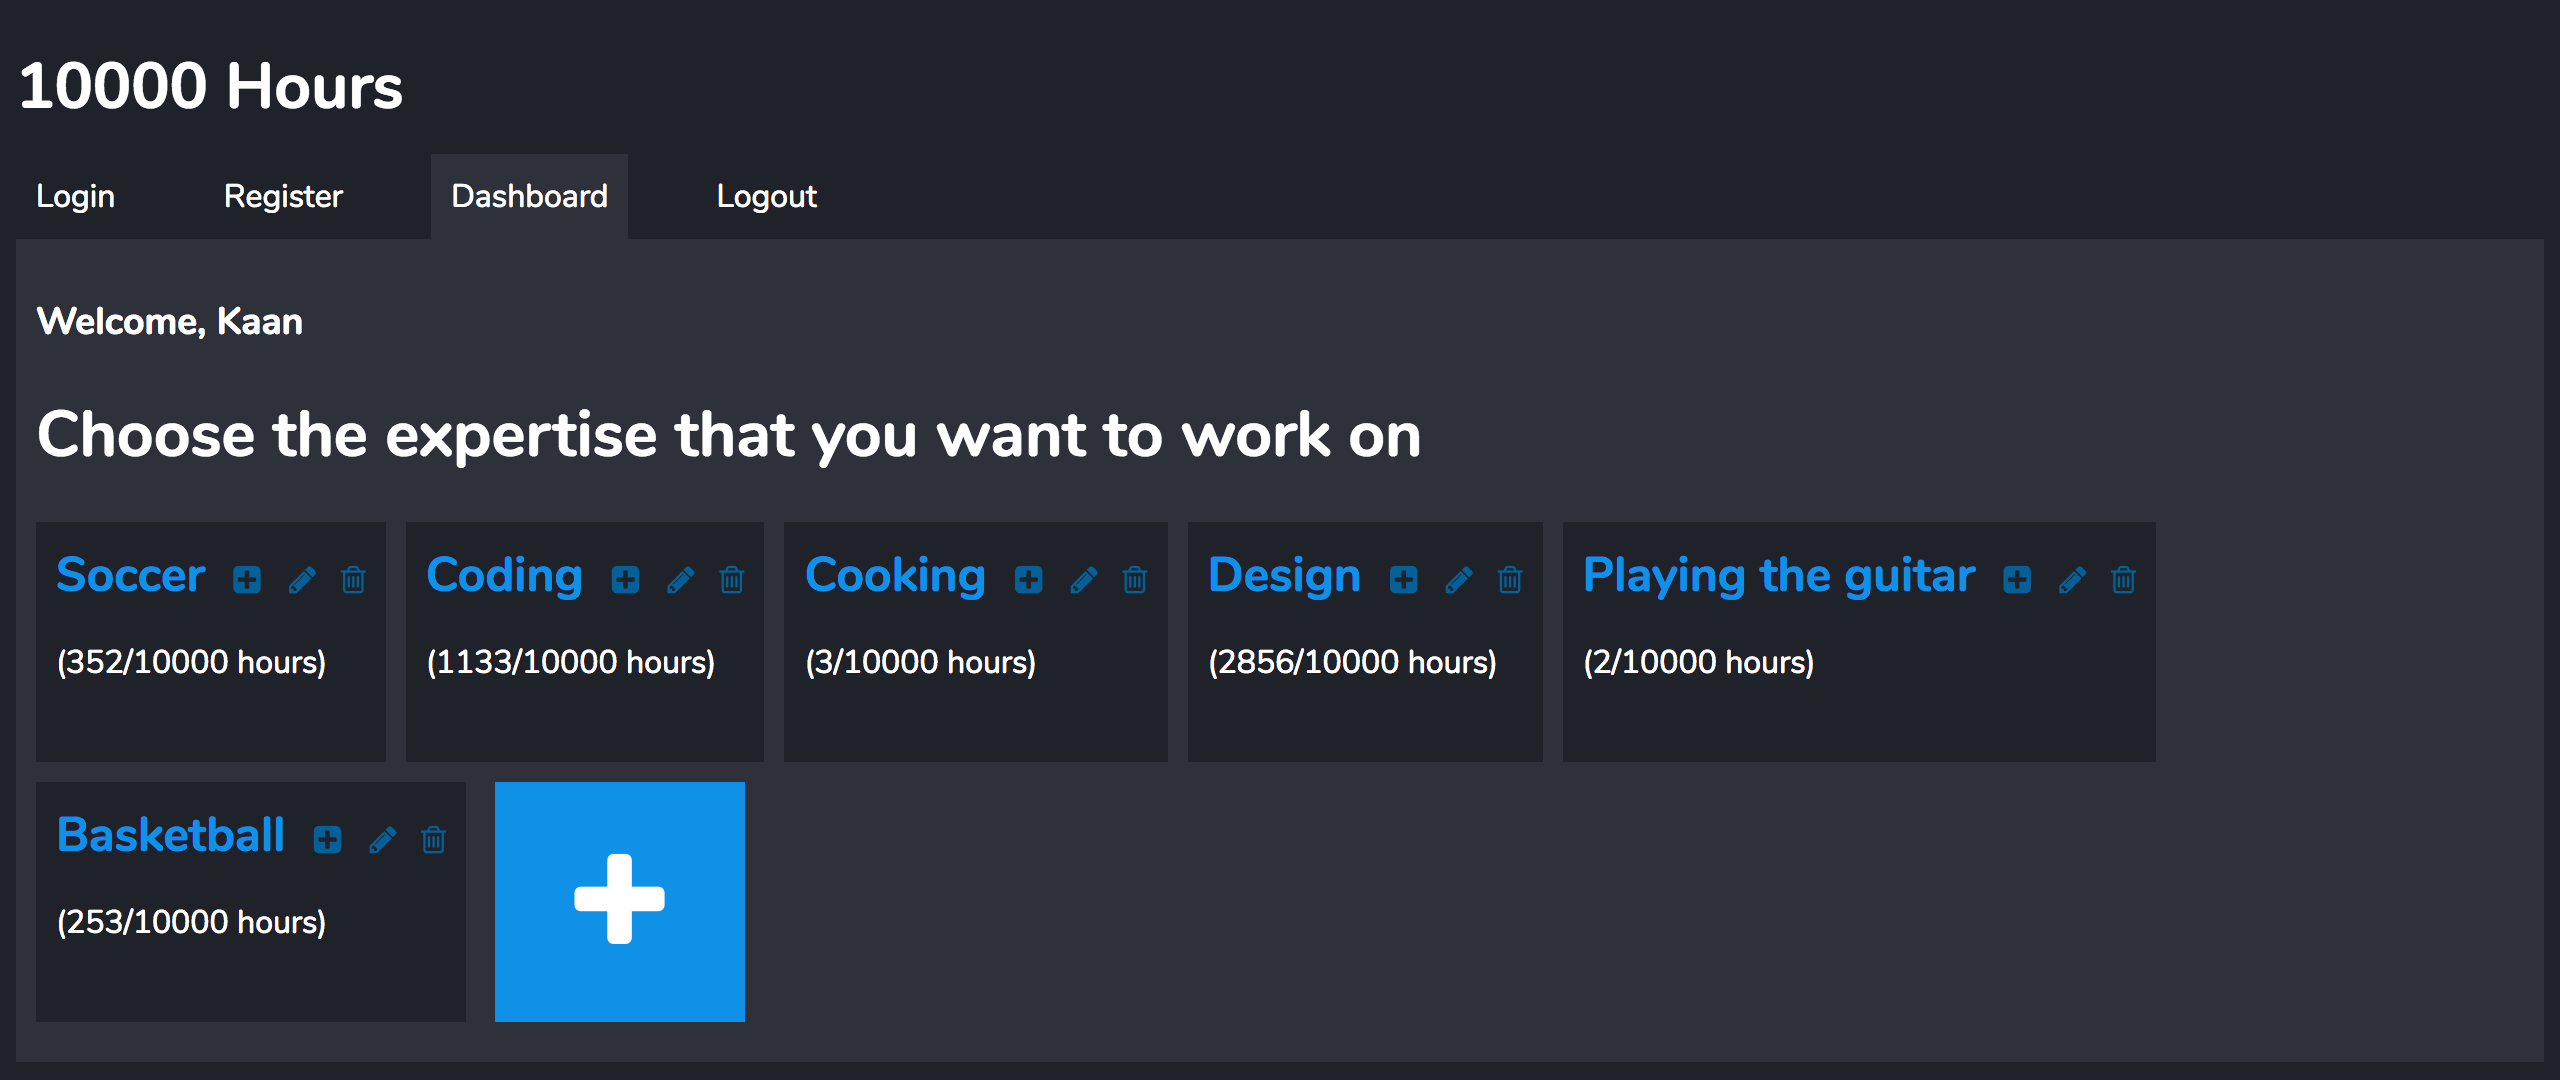 10000 Hours
Login Register Dashboard Logout
Welcome, Kaan
Choose the expertise that you want to work on
Soccer Coding Cooking Design Playing the guitar
(352/10000 hours) (1133/10000 hours) (3/10000 hours) (2856/10000 hours) (2/10000 hours)
Basketball
(253/10000 hours)